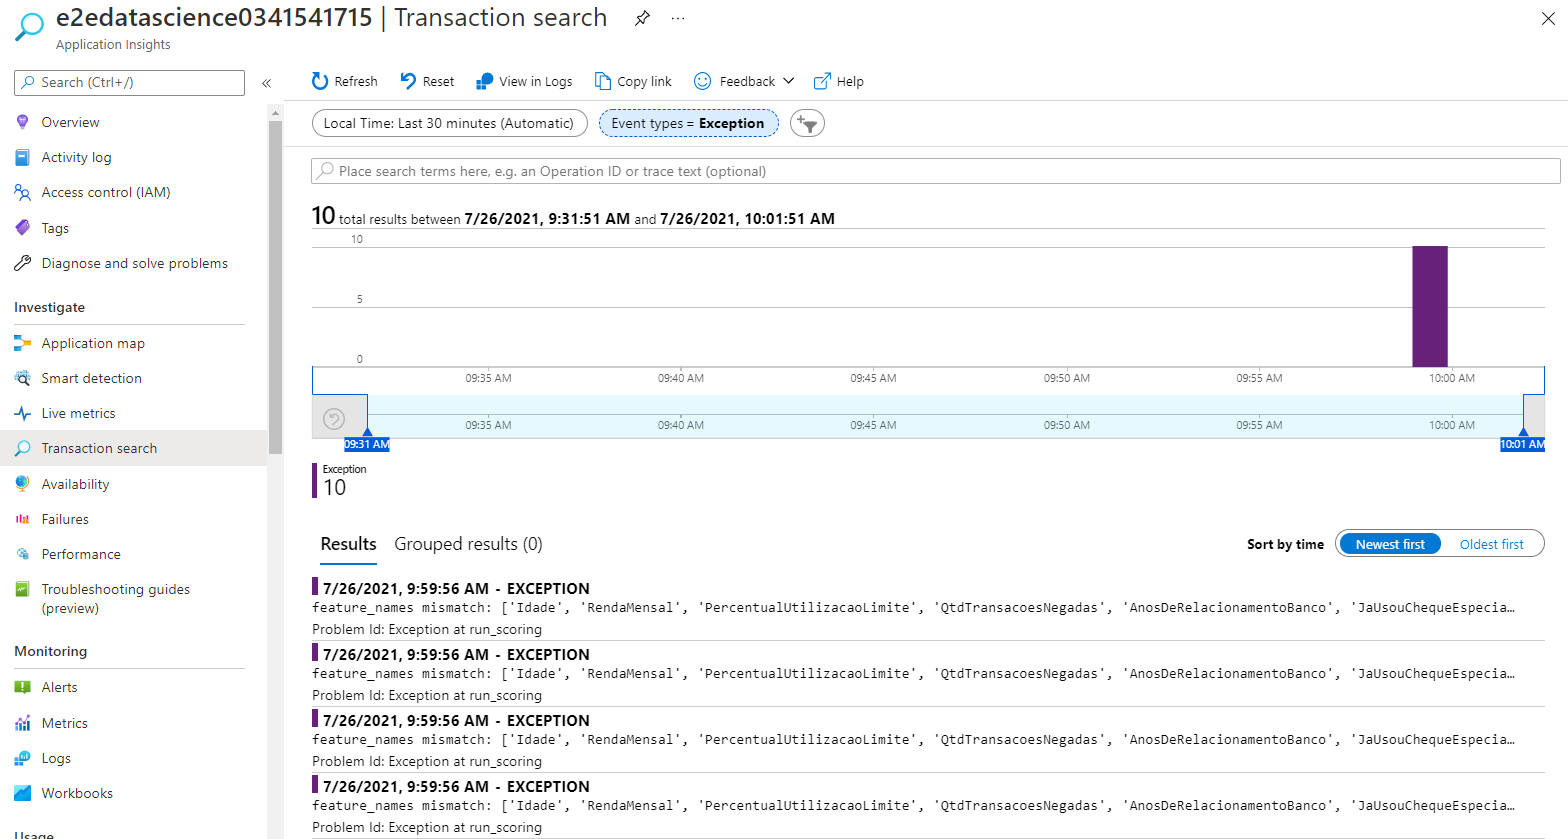 e2edatascience0341541715 | Transaction search ...
Application Insights
Search (Ctrl+/) «
Refresh Reset View in Logs Copy link Feedback Help
Overview
Activity log
Access control (IAM)
Tags
Diagnose and solve problems
Investigate
Application map
Smart detection
Live metrics
Transaction search
Availability
Failures
Performance
Troubleshooting guides
(preview)
Monitoring
Alerts
Metrics
Logs
Workbooks
Usage
Local Time: Last 30 minutes (Automatic) Event types = Exception
Place search terms here, e.g. an Operation ID or trace text (optional)
10 total results between 7/26/2021, 9:31:51 AM and 7/26/2021, 10:01:51 AM
10
5
0
09:35 AM 09:40 AM 09:45 AM 09:50 AM 09:55 AM 10:00 AM
09:35 AM 09:40 AM 09:45 AM 09:50 AM 09:55 AM 10:00 AM
09:31 AM 10:01 AM
Exception
10
Results Grouped results (0) Sort by time Newest first Oldest first
7/26/2021, 9:59:56 AM - EXCEPTION
feature_names mismatch: ['Idade', 'RendaMensal', 'PercentualUtilizacaoLimite', 'QtdTransacoesNegadas', 'AnosDeRelacionamentoBanco', 'JaUsouChequeEspecia…
Problem Id: Exception at run_scoring
7/26/2021, 9:59:56 AM - EXCEPTION
feature_names mismatch: ['Idade', 'RendaMensal', 'PercentualUtilizacaoLimite', 'QtdTransacoesNegadas', 'AnosDeRelacionamentoBanco', 'JaUsouChequeEspecia…
Problem Id: Exception at run_scoring
7/26/2021, 9:59:56 AM - EXCEPTION
feature_names mismatch: ['Idade', 'RendaMensal', 'PercentualUtilizacaoLimite', 'QtdTransacoesNegadas', 'AnosDeRelacionamentoBanco', 'JaUsouChequeEspecia…
Problem Id: Exception at run_scoring
7/26/2021, 9:59:56 AM - EXCEPTION
feature_names mismatch: ['Idade', 'RendaMensal', 'PercentualUtilizacaoLimite', 'QtdTransacoesNegadas', 'AnosDeRelacionamentoBanco', 'JaUsouChequeEspecia…
Problem Id: Exception at run_scoring